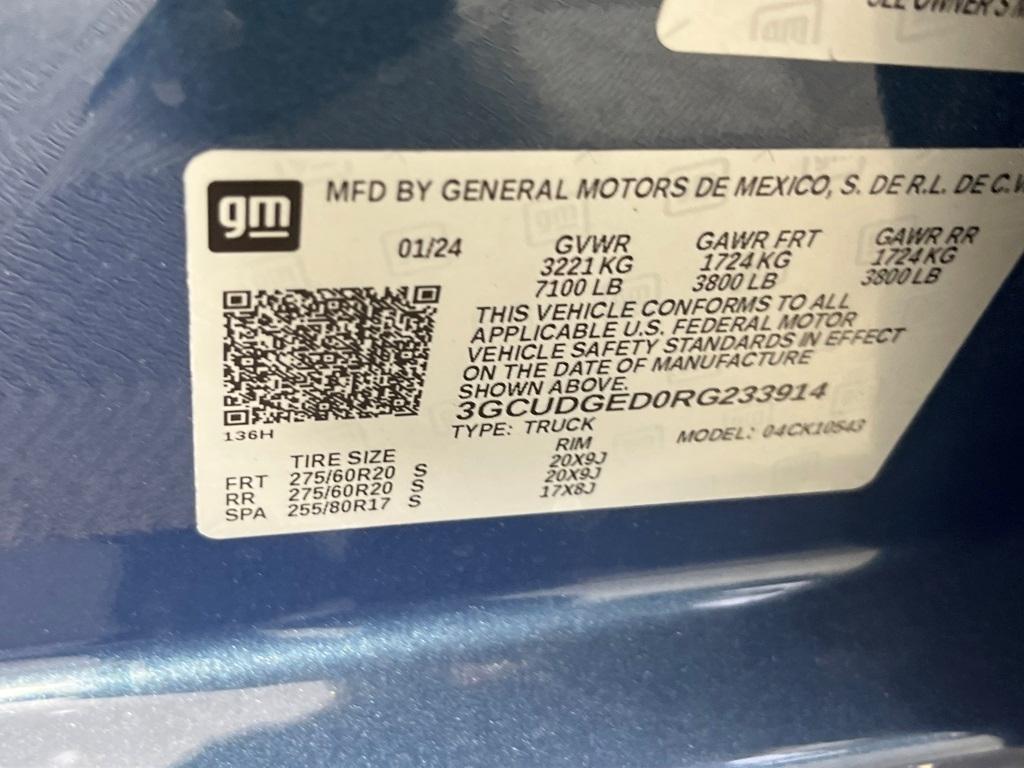 SEE OWNER'S M
gm
MFD BY GENERAL MOTORS DE MEXICO, S. DE R.L. DE C.V
01/24 GVWR GAWR FRT GAWR RR
3221 KG 1724 KG 1724 KG
7100 LB 3800 LB 3800 LB
THIS VEHICLE CONFORMS TO ALL
APPLICABLE U.S. FEDERAL MOTOR
VEHICLE SAFETY STANDARDS IN EFFECT
ON THE DATE OF MANUFACTURE
SHOWN ABOVE.
3GCUDGED0RG233914
136H
TYPE: TRUCK MODEL: 04CK10543
TIRE SIZE RIM
FRT 275/60R20 S 20X9J
RR 275/60R20 S 20X9J
SPA 255/80R17 S 17X8J